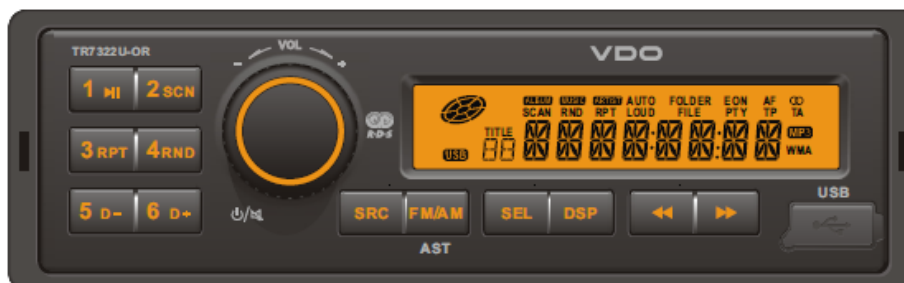 TR7322U-OR
VOL
VDO
- +
1 2 SCN
3 RPT 4 RND
5 D- 6 D+
R·D·S
ALBUM MUSIC ARTIST AUTO FOLDER EON AF
SCAN RND RPT LOUD FILE PTY TP TA
TITLE
USB
MP3
WMA
SRC FM/AM SEL DSP
AST
USB